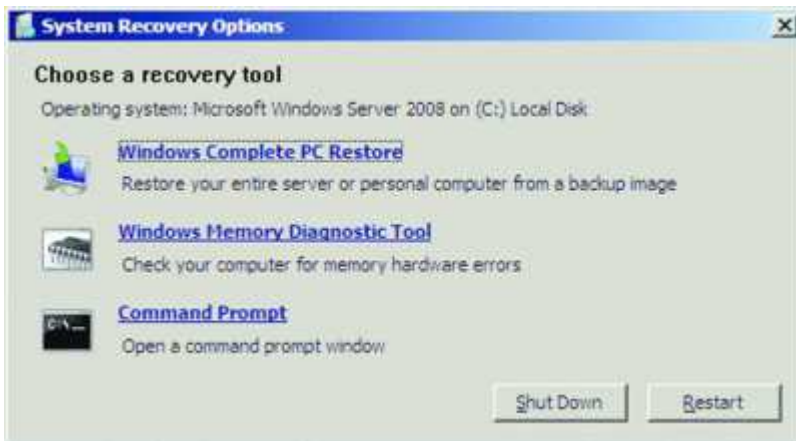 System Recovery Options
Choose a recovery tool
Operating system: Microsoft Windows Server 2008 on (C:) Local Disk
Windows Complete PC Restore
Restore your entire server or personal computer from a backup image
Windows Memory Diagnostic Tool
Check your computer for memory hardware errors
C:\_
Command Prompt
Open a command prompt window
Shut Down
Restart